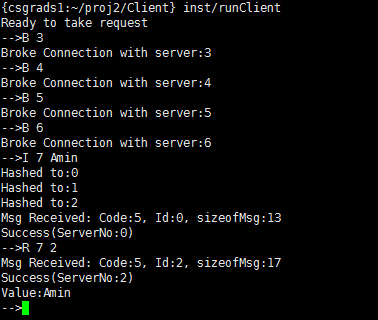 {csgrads1:~/proj2/Client} inst/runClient
Ready to take request
-->B 3
Broke Connection with server:3
-->B 4
Broke Connection with server:4
-->B 5
Broke Connection with server:5
-->B 6
Broke Connection with server:6
-->I 7 Amin
Hashed to:0
Hashed to:1
Hashed to:2
Msg Received: Code:5, Id:0, sizeofMsg:13
Success(ServerNo:0)
-->R 7 2
Msg Received: Code:5, Id:2, sizeofMsg:17
Success(ServerNo:2)
Value:Amin
-->